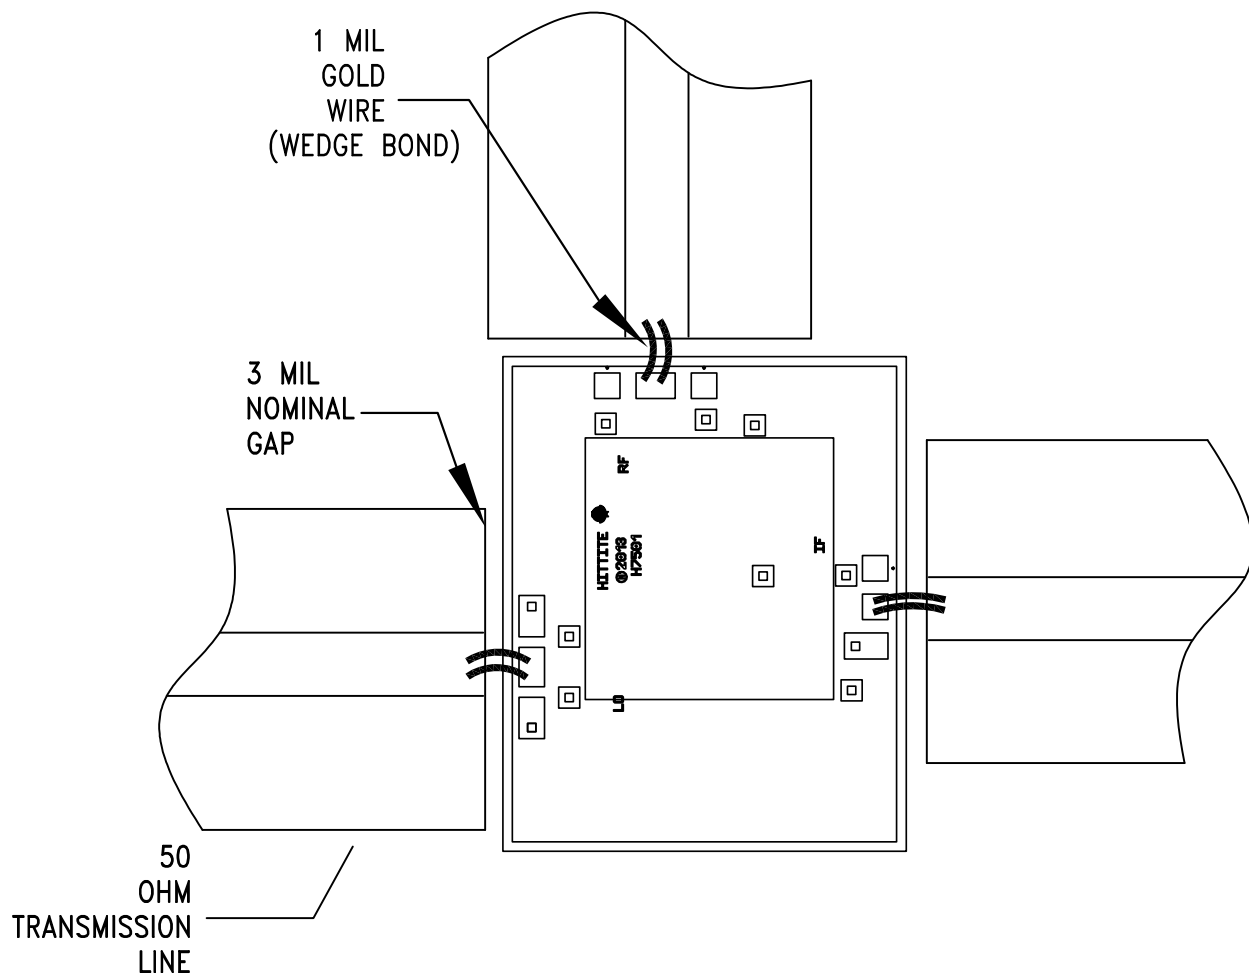 1 MIL
GOLD
WIRE
(WEDGE BOND)
3 MIL
NOMINAL
GAP
RF
IF
HITTITE
©2013
H7501
LO
50
OHM
TRANSMISSION
LINE